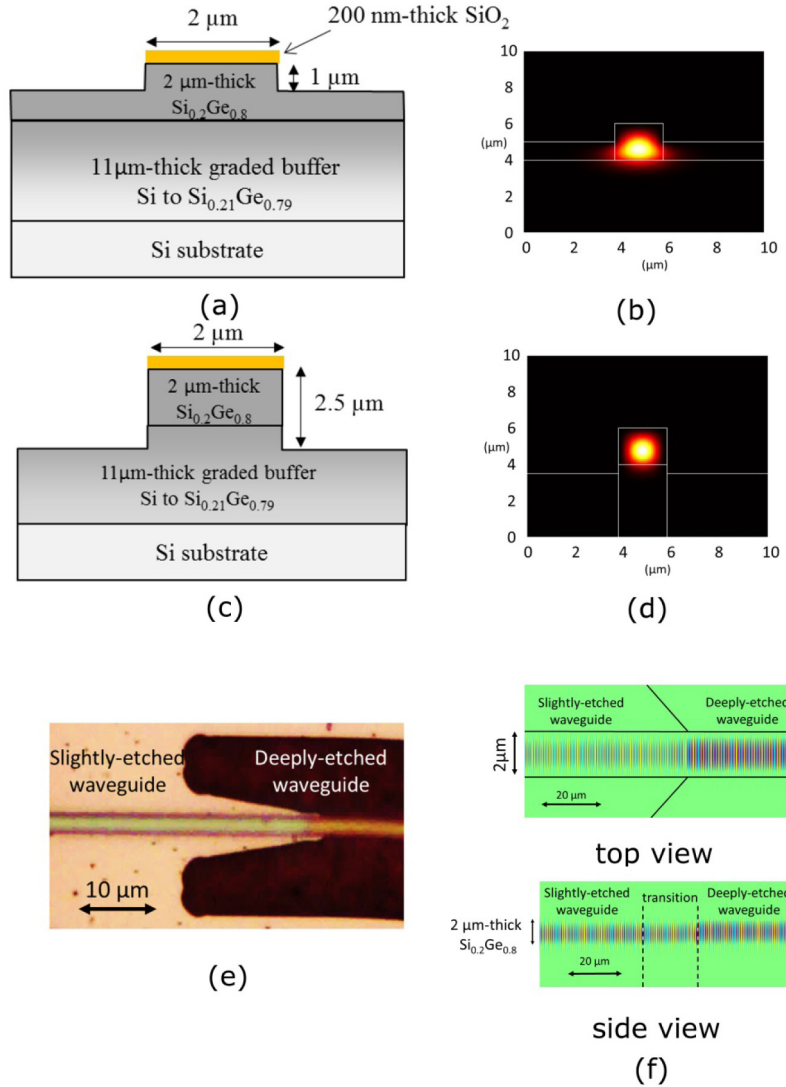 2 µm
200 nm-thick SiO₂
2 µm-thick
Si₀.₂Ge₀.₈
1 µm
11µm-thick graded buffer
Si to Si₀.₂₁Ge₀.₇₉
Si substrate
(a)
10
8
(µm) 6
4
2
0
0 2 4 6 8 10
(µm)
(b)
2 µm
2 µm-thick
Si₀.₂Ge₀.₈
2.5 µm
11µm-thick graded buffer
Si to Si₀.₂₁Ge₀.₇₉
Si substrate
(c)
10
8
(µm) 6
4
2
0
0 2 4 6 8 10
(µm)
(d)
Slightly-etched
waveguide
Deeply-etched
waveguide
10 µm
(e)
Slightly-etched
waveguide
Deeply-etched
waveguide
2µm
20 µm
top view
Slightly-etched
waveguide
transition
Deeply-etched
waveguide
2 µm-thick
Si₀.₂Ge₀.₈
20 µm
side view
(f)